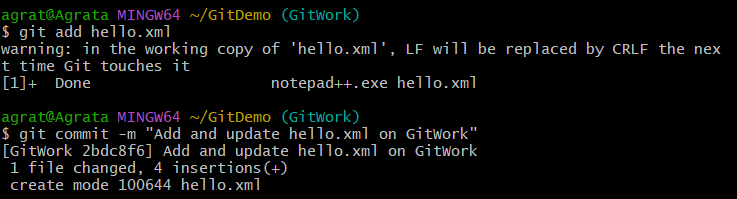 agrat@Agrata MINGW64 ~/GitDemo (GitWork)
$ git add hello.xml
warning: in the working copy of 'hello.xml', LF will be replaced by CRLF the nex
t time Git touches it
[1]+  Done                    notepad++.exe hello.xml

agrat@Agrata MINGW64 ~/GitDemo (GitWork)
$ git commit -m "Add and update hello.xml on GitWork"
[GitWork 2bdc8f6] Add and update hello.xml on GitWork
 1 file changed, 4 insertions(+)
 create mode 100644 hello.xml